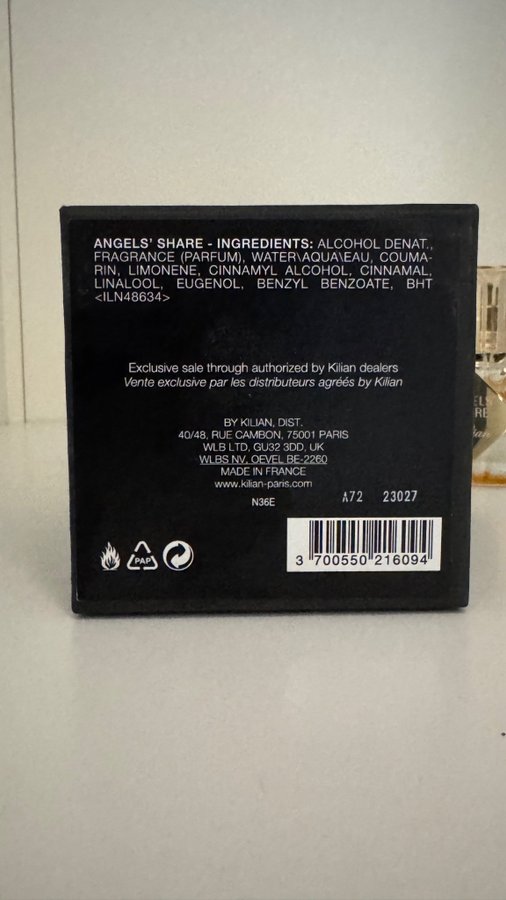 ANGELS' SHARE - INGREDIENTS: ALCOHOL DENAT.,
FRAGRANCE (PARFUM), WATER\AQUA\EAU, COUMA-
RIN, LIMONENE, CINNAMYL ALCOHOL, CINNAMAL,
LINALOOL, EUGENOL, BENZYL BENZOATE, BHT
<ILN48634>
Exclusive sale through authorized by Kilian dealers
Vente exclusive par les distributeurs agréés by Kilian
BY KILIAN, DIST.
40/48, RUE CAMBON, 75001 PARIS
WLB LTD, GU32 3DD, UK
WLBS NV, OEVEL BE-2260
MADE IN FRANCE
www.kilian-paris.com
N36E
A72 23027
PAP
3 700550 216094